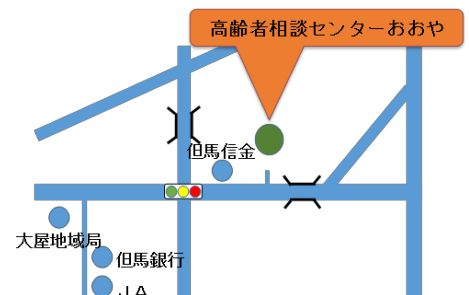 高齢者相談センターおおや
但馬信金
大屋地域局
但馬銀行
JA